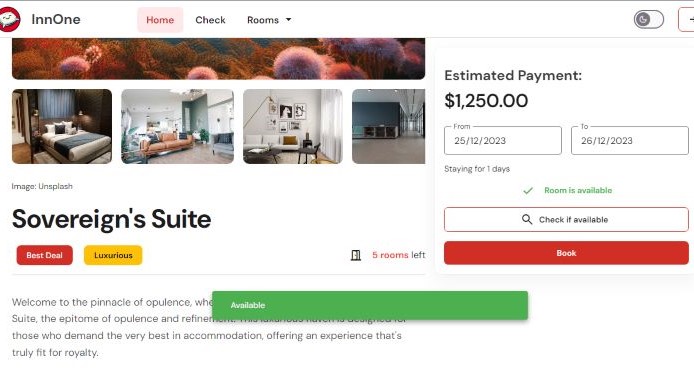 InnOne
Home
Check
Rooms
Estimated Payment:
$1,250.00
From
25/12/2023
To
26/12/2023
Staying for 1 days
Room is available
Check if available
Book
Image: Unsplash
Sovereign's Suite
Best Deal
Luxurious
5 rooms left
Available
Welcome to the pinnacle of opulence,
Suite, the epitome of opulence and refinement. This luxurious haven is designed for
those who demand the very best in accommodation, offering an experience that's
truly fit for royalty.